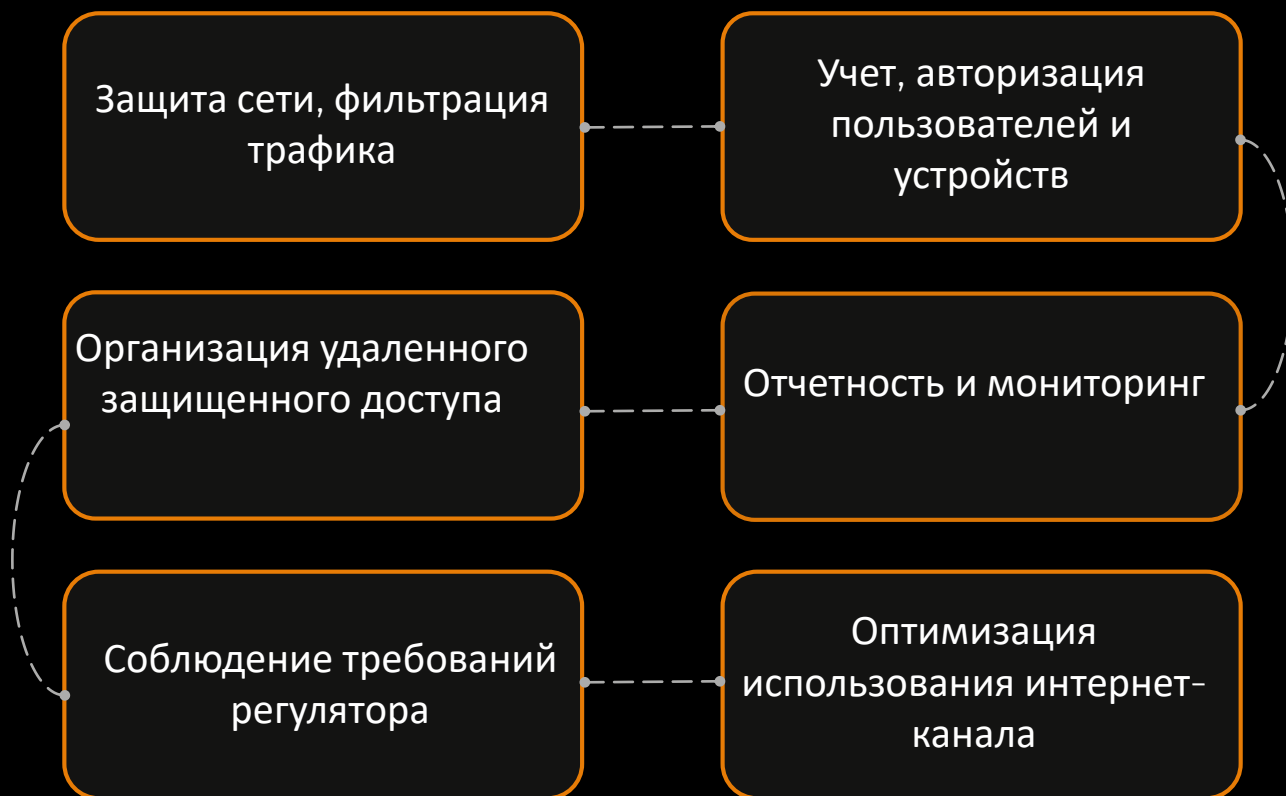 Защита сети, фильтрация
трафика
Учет, авторизация
пользователей и
устройств
Организация удаленного
защищенного доступа
Отчетность и мониторинг
Соблюдение требований
регулятора
Оптимизация
использования интернет-
канала